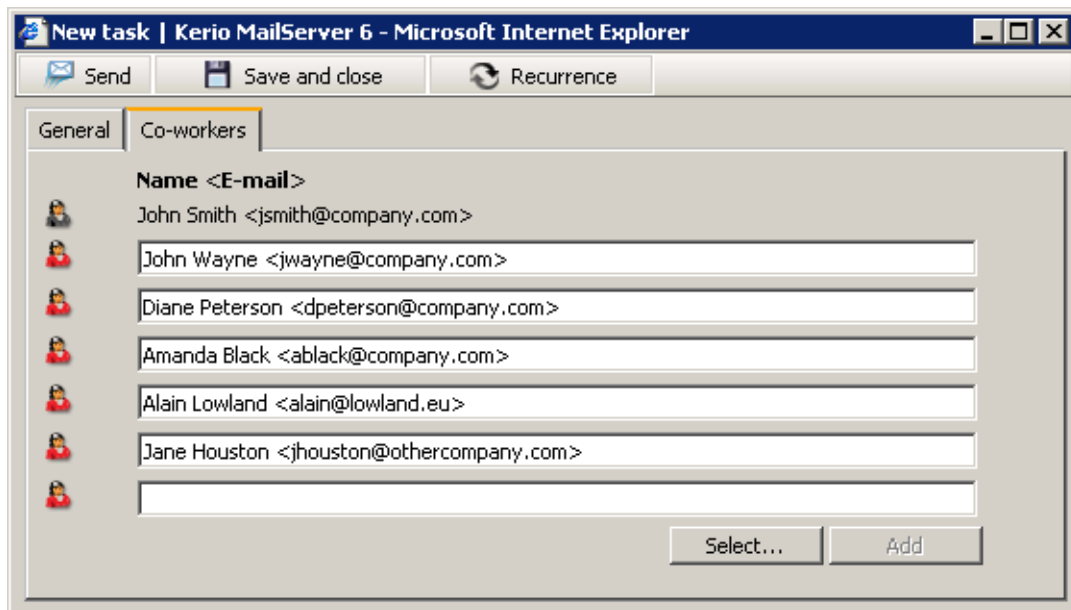 New task | Kerio MailServer 6 - Microsoft Internet Explorer
Send Save and close Recurrence
General Co-workers
Name <E-mail>
John Smith <jsmith@company.com>
John Wayne <jwayne@company.com>
Diane Peterson <dpeterson@company.com>
Amanda Black <ablack@company.com>
Alain Lowland <alain@lowland.eu>
Jane Houston <jhouston@othercompany.com>
Select... Add